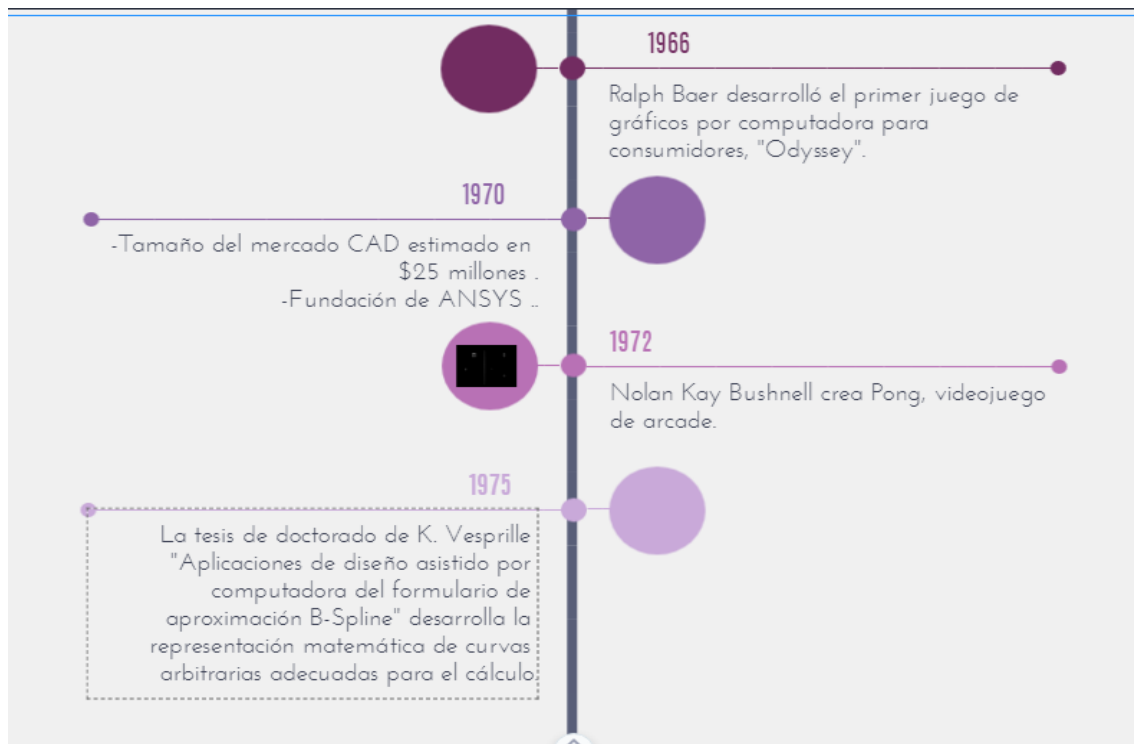 1966
Ralph Baer desarrolló el primer juego de
gráficos por computadora para
consumidores, "Odyssey".
1970
-Tamaño del mercado CAD estimado en
$25 millones .
-Fundación de ANSYS ..
1972
Nolan Kay Bushnell crea Pong, videojuego
de arcade.
1975
La tesis de doctorado de K. Vesprille
"Aplicaciones de diseño asistido por
computadora del formulario de
aproximación B-Spline" desarrolla la
representación matemática de curvas
arbitrarias adecuadas para el cálculo.